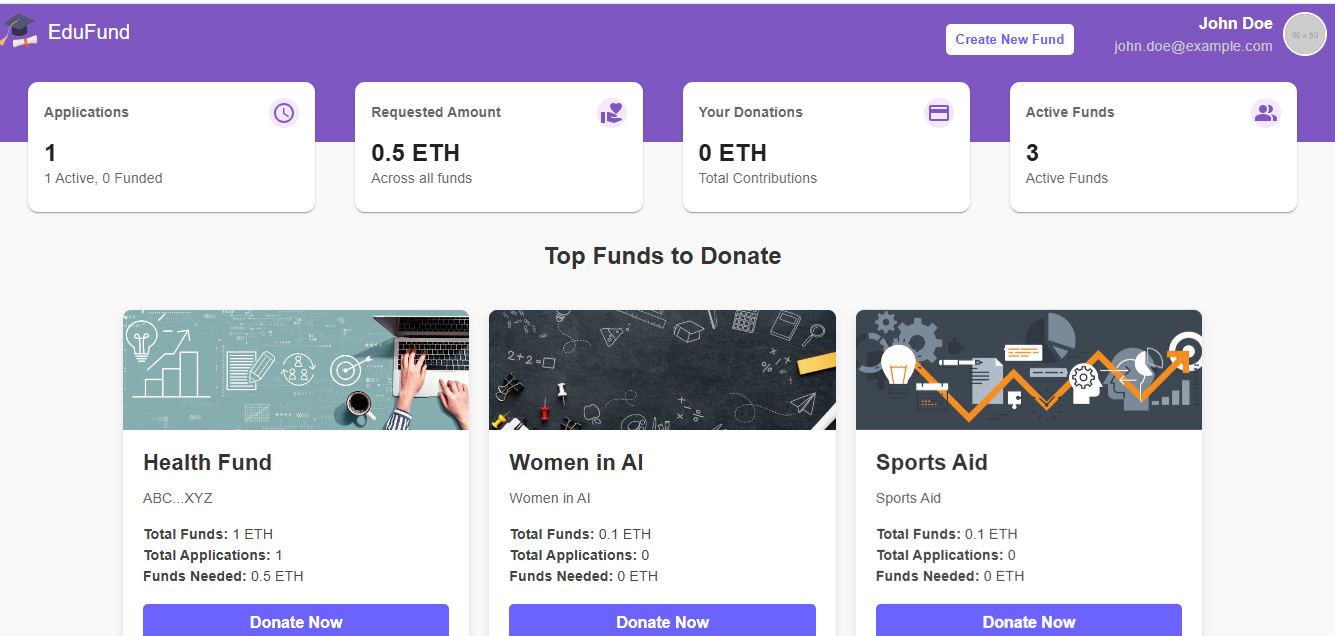 EduFund
Create New Fund
John Doe
john.doe@example.com
50 x 50
Applications
1
1 Active, 0 Funded
Requested Amount
0.5 ETH
Across all funds
Your Donations
0 ETH
Total Contributions
Active Funds
3
Active Funds
Top Funds to Donate
2+2=
Health Fund
ABC...XYZ
Total Funds: 1 ETH
Total Applications: 1
Funds Needed: 0.5 ETH
Donate Now
Women in AI
Women in AI
Total Funds: 0.1 ETH
Total Applications: 0
Funds Needed: 0 ETH
Donate Now
Sports Aid
Sports Aid
Total Funds: 0.1 ETH
Total Applications: 0
Funds Needed: 0 ETH
Donate Now